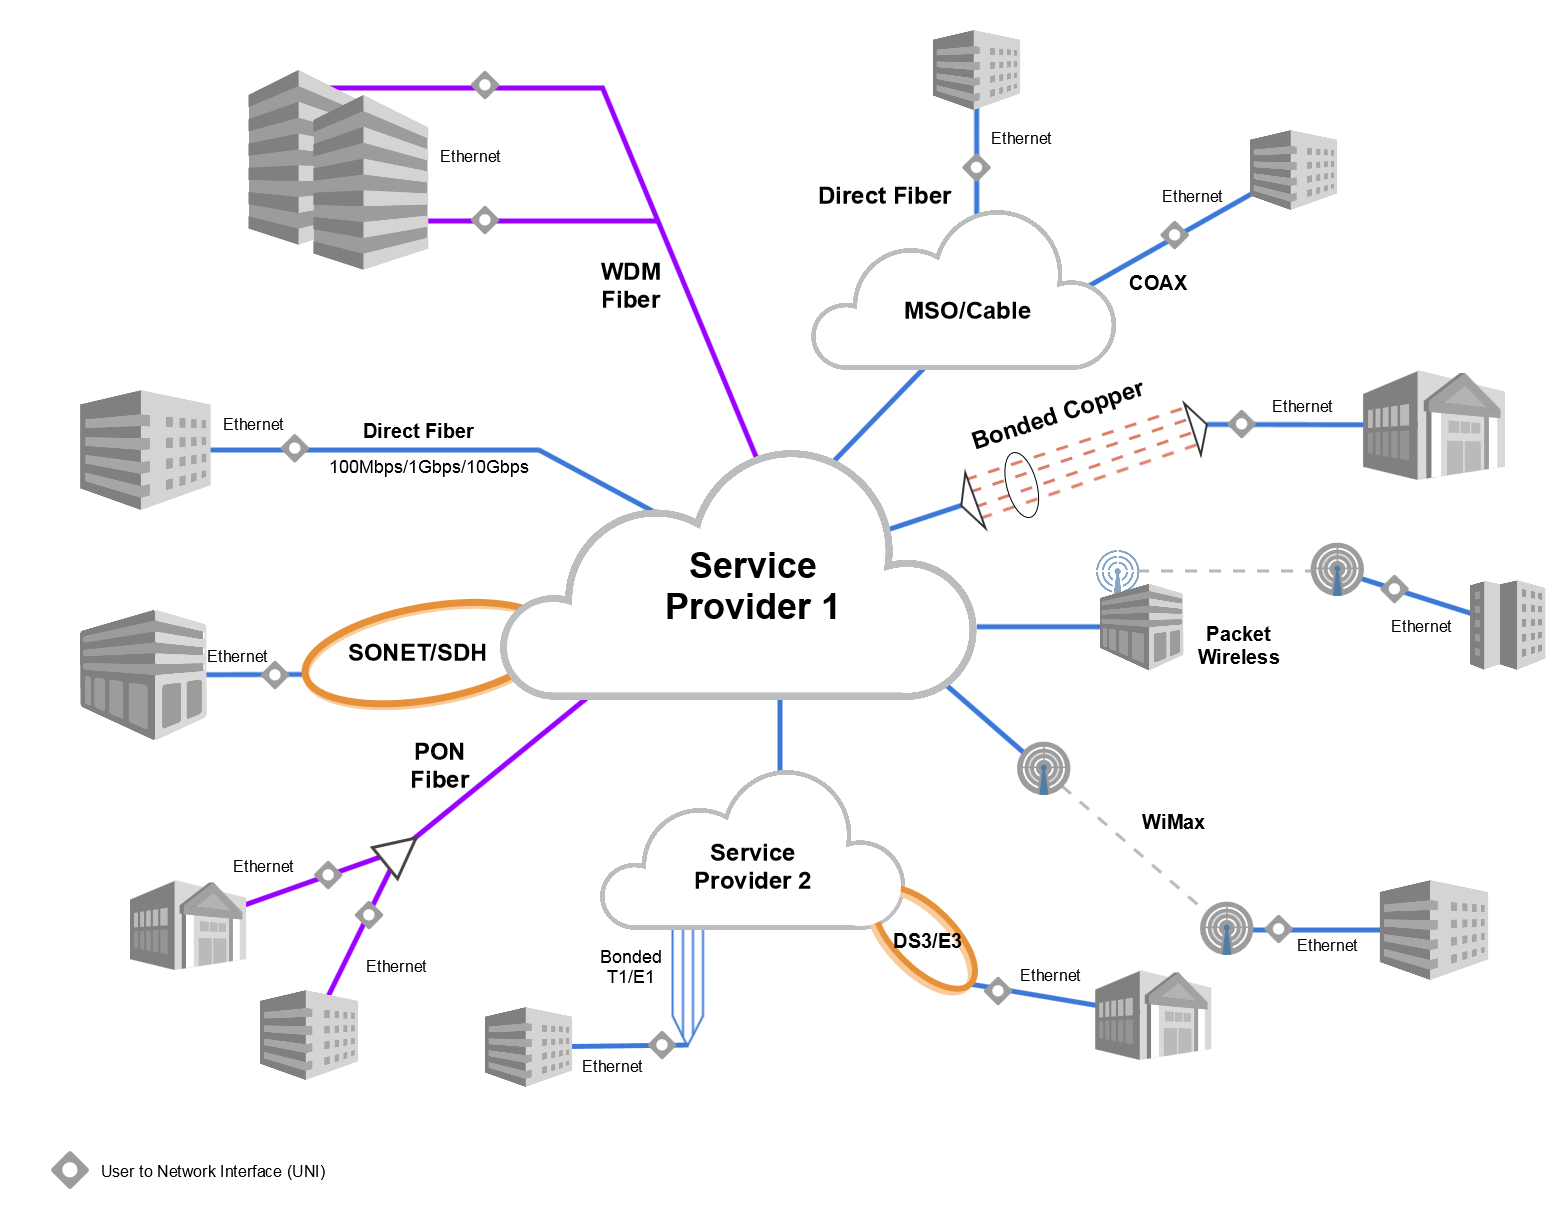 Ethernet
Direct Fiber
Ethernet
Ethernet
COAX
MSO/Cable
WDM
Fiber
Bonded Copper
Ethernet
Ethernet
Direct Fiber
100Mbps/1Gbps/10Gbps
Service
Provider 1
Packet
Wireless
Ethernet
Ethernet
SONET/SDH
PON
Fiber
WiMax
Service
Provider 2
Ethernet
Ethernet
Bonded
T1/E1
Ethernet
DS3/E3
Ethernet
Ethernet
User to Network Interface (UNI)